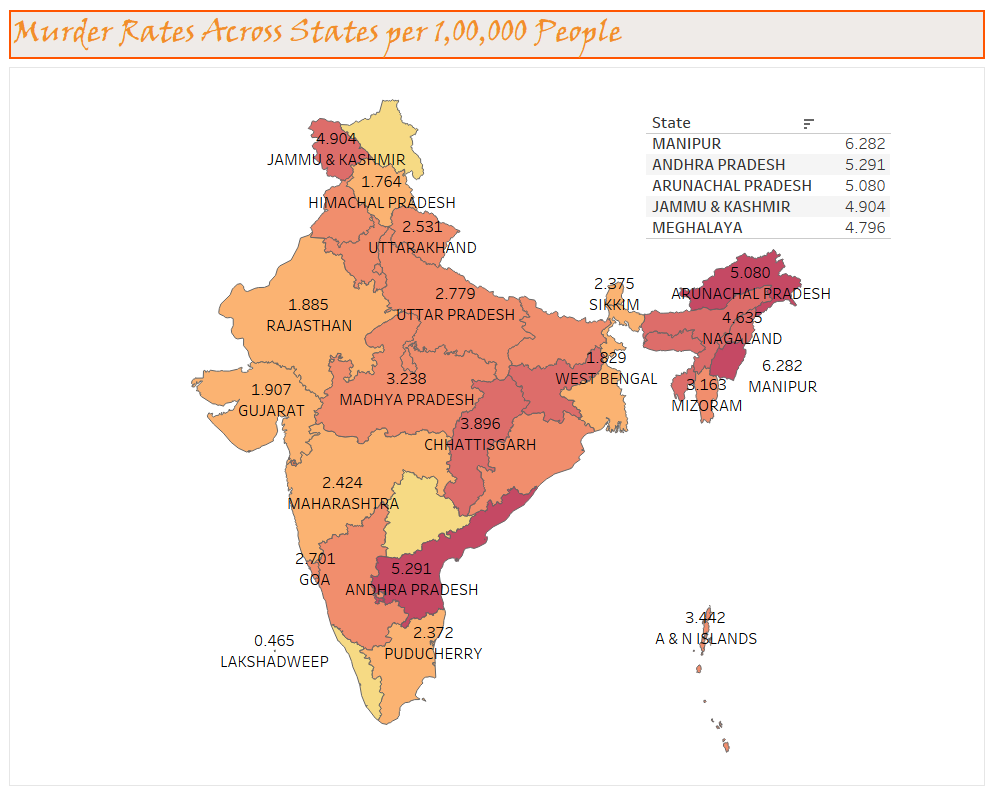 Murder Rates Across States per 1,00,000 People
State
MANIPUR 6.282
ANDHRA PRADESH 5.291
ARUNACHAL PRADESH 5.080
JAMMU & KASHMIR 4.904
MEGHALAYA 4.796
4.904
JAMMU & KASHMIR
1.764
HIMACHAL PRADESH
2.531
UTTARAKHAND
2.779
UTTAR PRADESH
1.885
RAJASTHAN
2.375
SIKKIM
5.080
ARUNACHAL PRADESH
4.635
NAGALAND
6.282
MANIPUR
3.163
MIZORAM
1.829
WEST BENGAL
1.907
GUJARAT
3.238
MADHYA PRADESH
3.896
CHHATTISGARH
2.424
MAHARASHTRA
2.701
GOA
5.291
ANDHRA PRADESH
2.372
PUDUCHERRY
0.465
LAKSHADWEEP
3.442
A & N ISLANDS